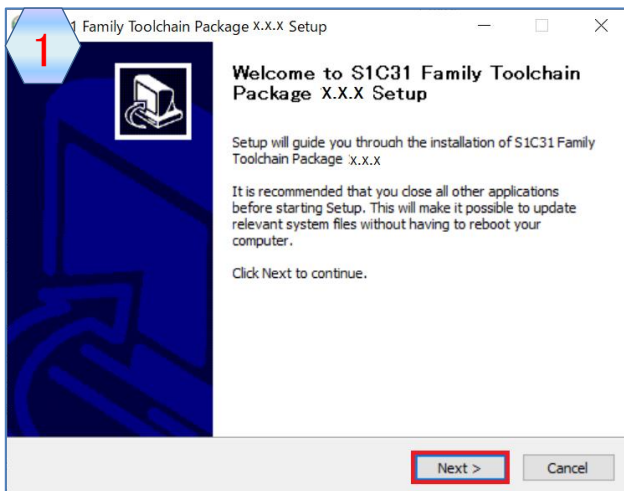 1
1 Family Toolchain Package x.x.x Setup
Welcome to S1C31 Family Toolchain
Package X.X.X Setup
Setup will guide you through the installation of S1C31 Family
Toolchain Package x.x.x
It is recommended that you close all other applications
before starting Setup. This will make it possible to update
relevant system files without having to reboot your
computer.
Click Next to continue.
Next > Cancel